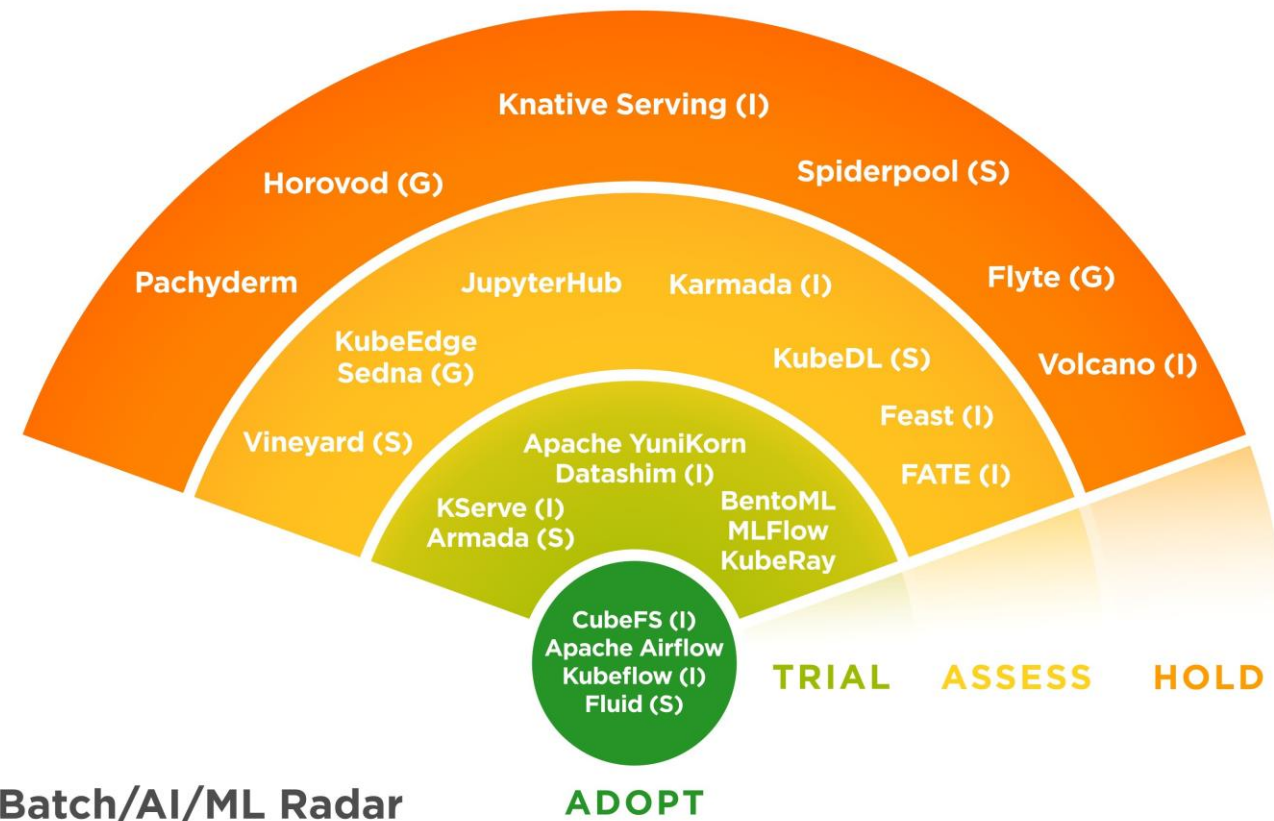 Knative Serving (I)
Horovod (G)
Spiderpool (S)
Pachyderm
Flyte (G)
Volcano (I)
JupyterHub
Karmada (I)
KubeEdge
Sedna (G)
KubeDL (S)
Vineyard (S)
Feast (I)
FATE (I)
Apache YuniKorn
Datashim (I)
KServe (I)
Armada (S)
BentoML
MLFlow
KubeRay
CubeFS (I)
Apache Airflow
Kubeflow (I)
Fluid (S)
TRIAL
ASSESS
HOLD
ADOPT
Batch/AI/ML Radar